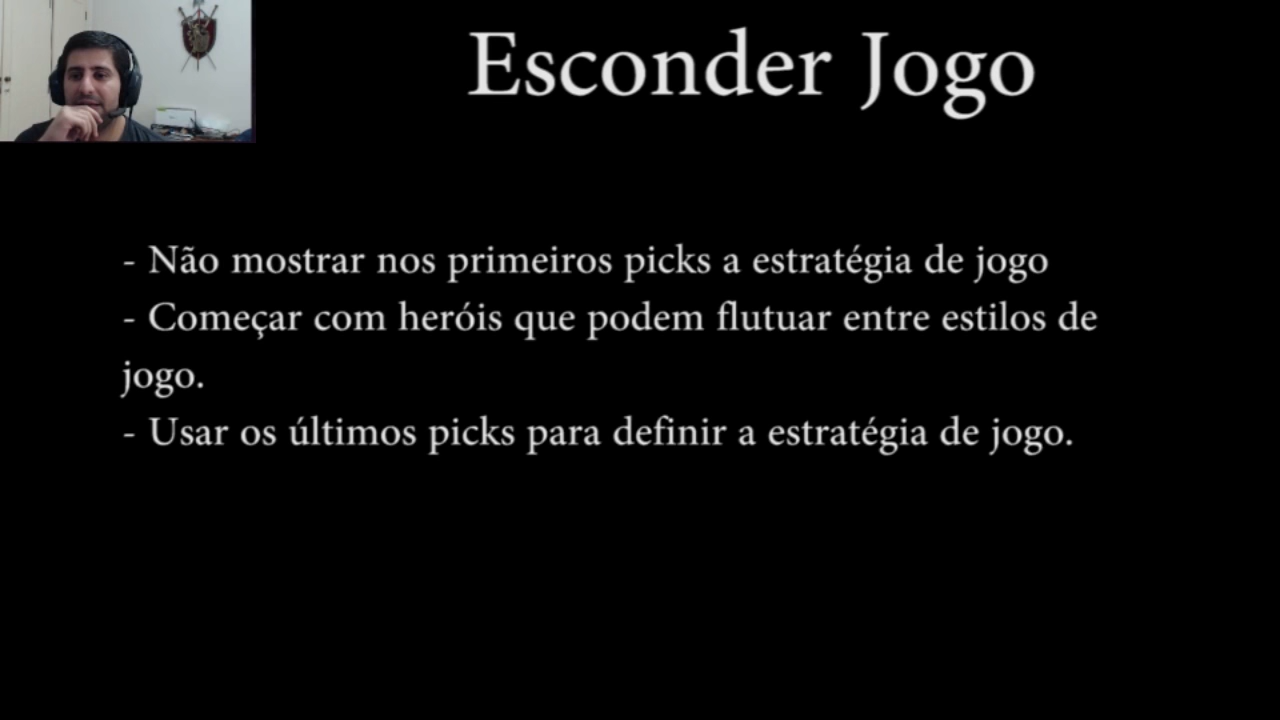 Esconder Jogo
- Não mostrar nos primeiros picks a estratégia de jogo
- Começar com heróis que podem flutuar entre estilos de
jogo.
- Usar os últimos picks para definir a estratégia de jogo.